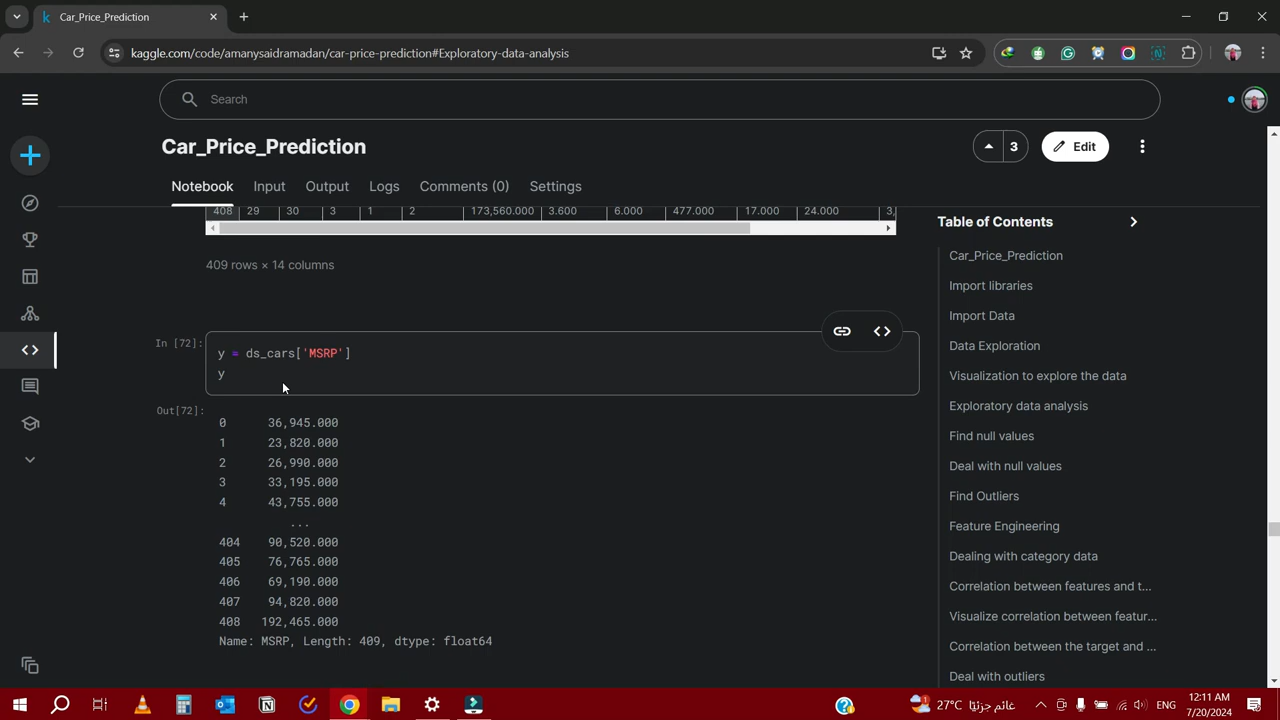 Car_Price_Prediction
kaggle.com/code/amanysaidramadan/car-price-prediction#Exploratory-data-analysis
Search
Car_Price_Prediction
3
Edit
Notebook Input Output Logs Comments (0) Settings
408 29 30 3 1 2 173,560.000 3.600 6.000 477.000 17.000 24.000 3,
409 rows × 14 columns
In [72]:
y = ds_cars['MSRP']
y
Out[72]:
0 36,945.000
1 23,820.000
2 26,990.000
3 33,195.000
4 43,755.000
...
404 90,520.000
405 76,765.000
406 69,190.000
407 94,820.000
408 192,465.000
Name: MSRP, Length: 409, dtype: float64
Table of Contents
Car_Price_Prediction
Import libraries
Import Data
Data Exploration
Visualization to explore the data
Exploratory data analysis
Find null values
Deal with null values
Find Outliers
Feature Engineering
Dealing with category data
Correlation between features and t...
Visualize correlation between featur...
Correlation between the target and ...
Deal with outliers
27°C غائم جزئيًا
ENG
12:11 AM
7/20/2024